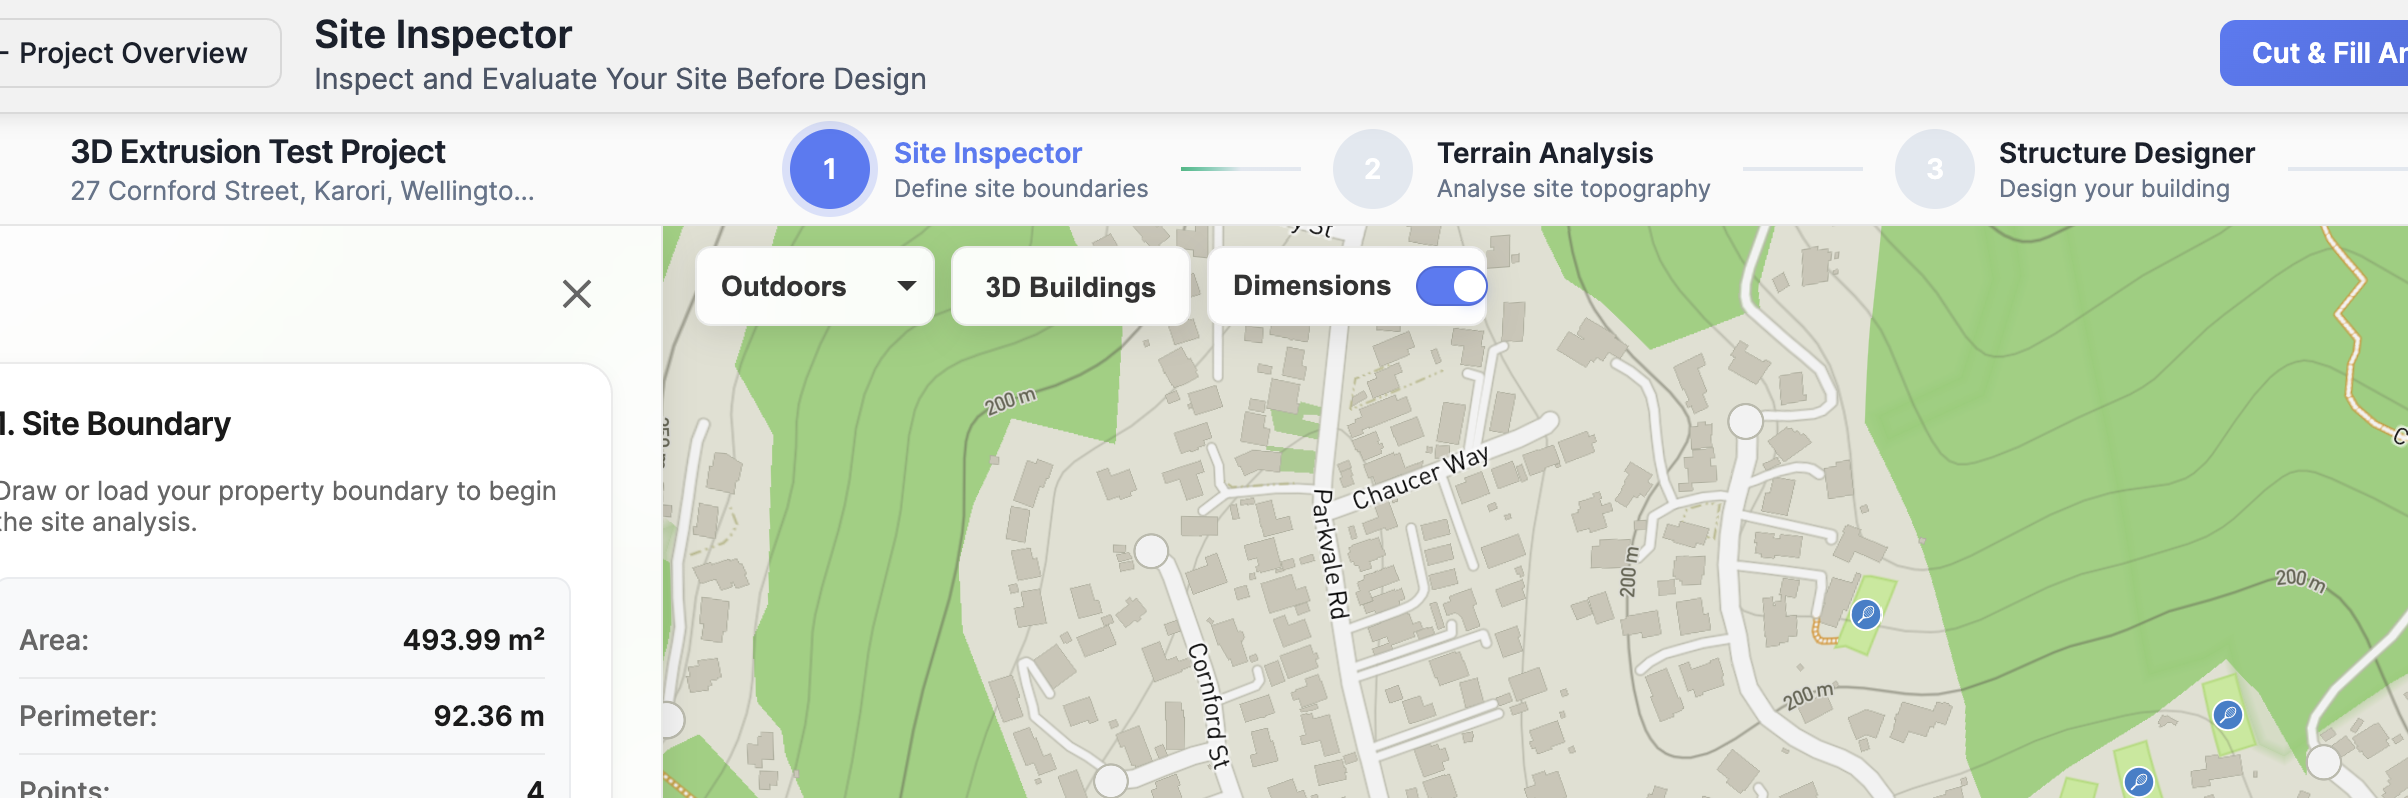 Project Overview
Site Inspector
Inspect and Evaluate Your Site Before Design
Cut & Fill
3D Extrusion Test Project
27 Cornford Street, Karori, Wellingto...
1
Site Inspector
Define site boundaries
2
Terrain Analysis
Analyse site topography
3
Structure Designer
Design your building
Outdoors
3D Buildings
Dimensions
1. Site Boundary
Draw or load your property boundary to begin
the site analysis.
Area:
493.99 m²
Perimeter:
92.36 m
Points:
4
y St
200 m
Chaucer Way
Parkvale Rd
200 m
200 m
200 m
Cornford St